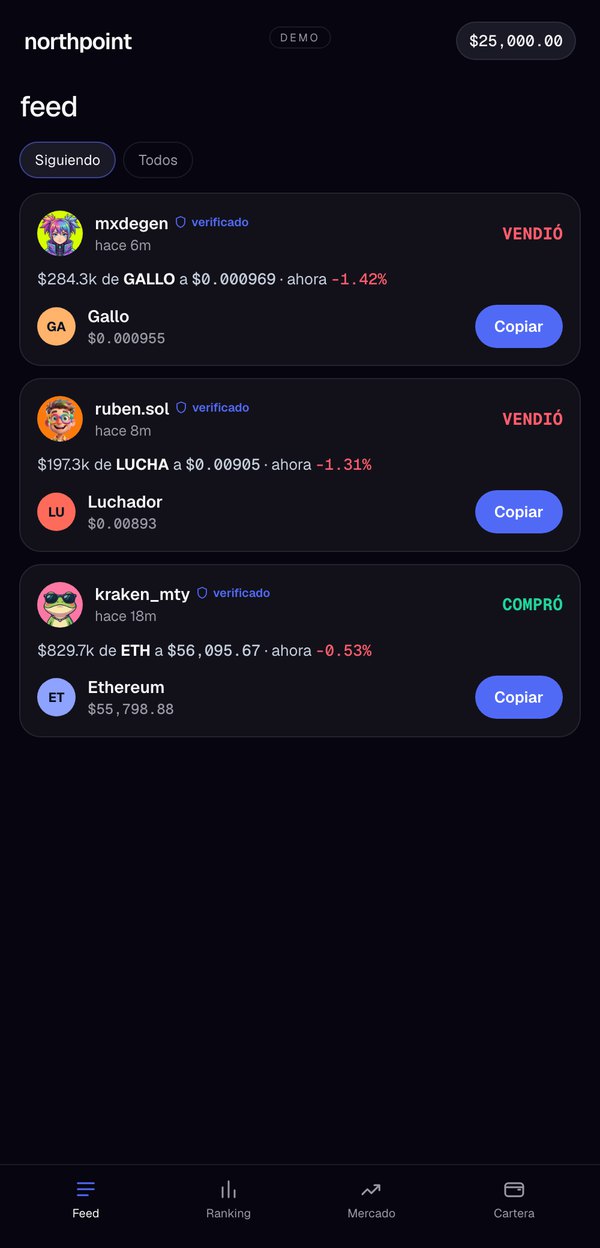 northpoint
DEMO
$25,000.00
feed
Siguiendo
Todos
mxdegen verificado
hace 6m
VENDIÓ
$284.3k de GALLO a $0.000969 · ahora -1.42%
GA
Gallo
$0.000955
Copiar
ruben.sol verificado
hace 8m
VENDIÓ
$197.3k de LUCHA a $0.00905 · ahora -1.31%
LU
Luchador
$0.00893
Copiar
kraken_mty verificado
hace 18m
COMPRÓ
$829.7k de ETH a $56,095.67 · ahora -0.53%
ET
Ethereum
$55,798.88
Copiar
Feed
Ranking
Mercado
Cartera